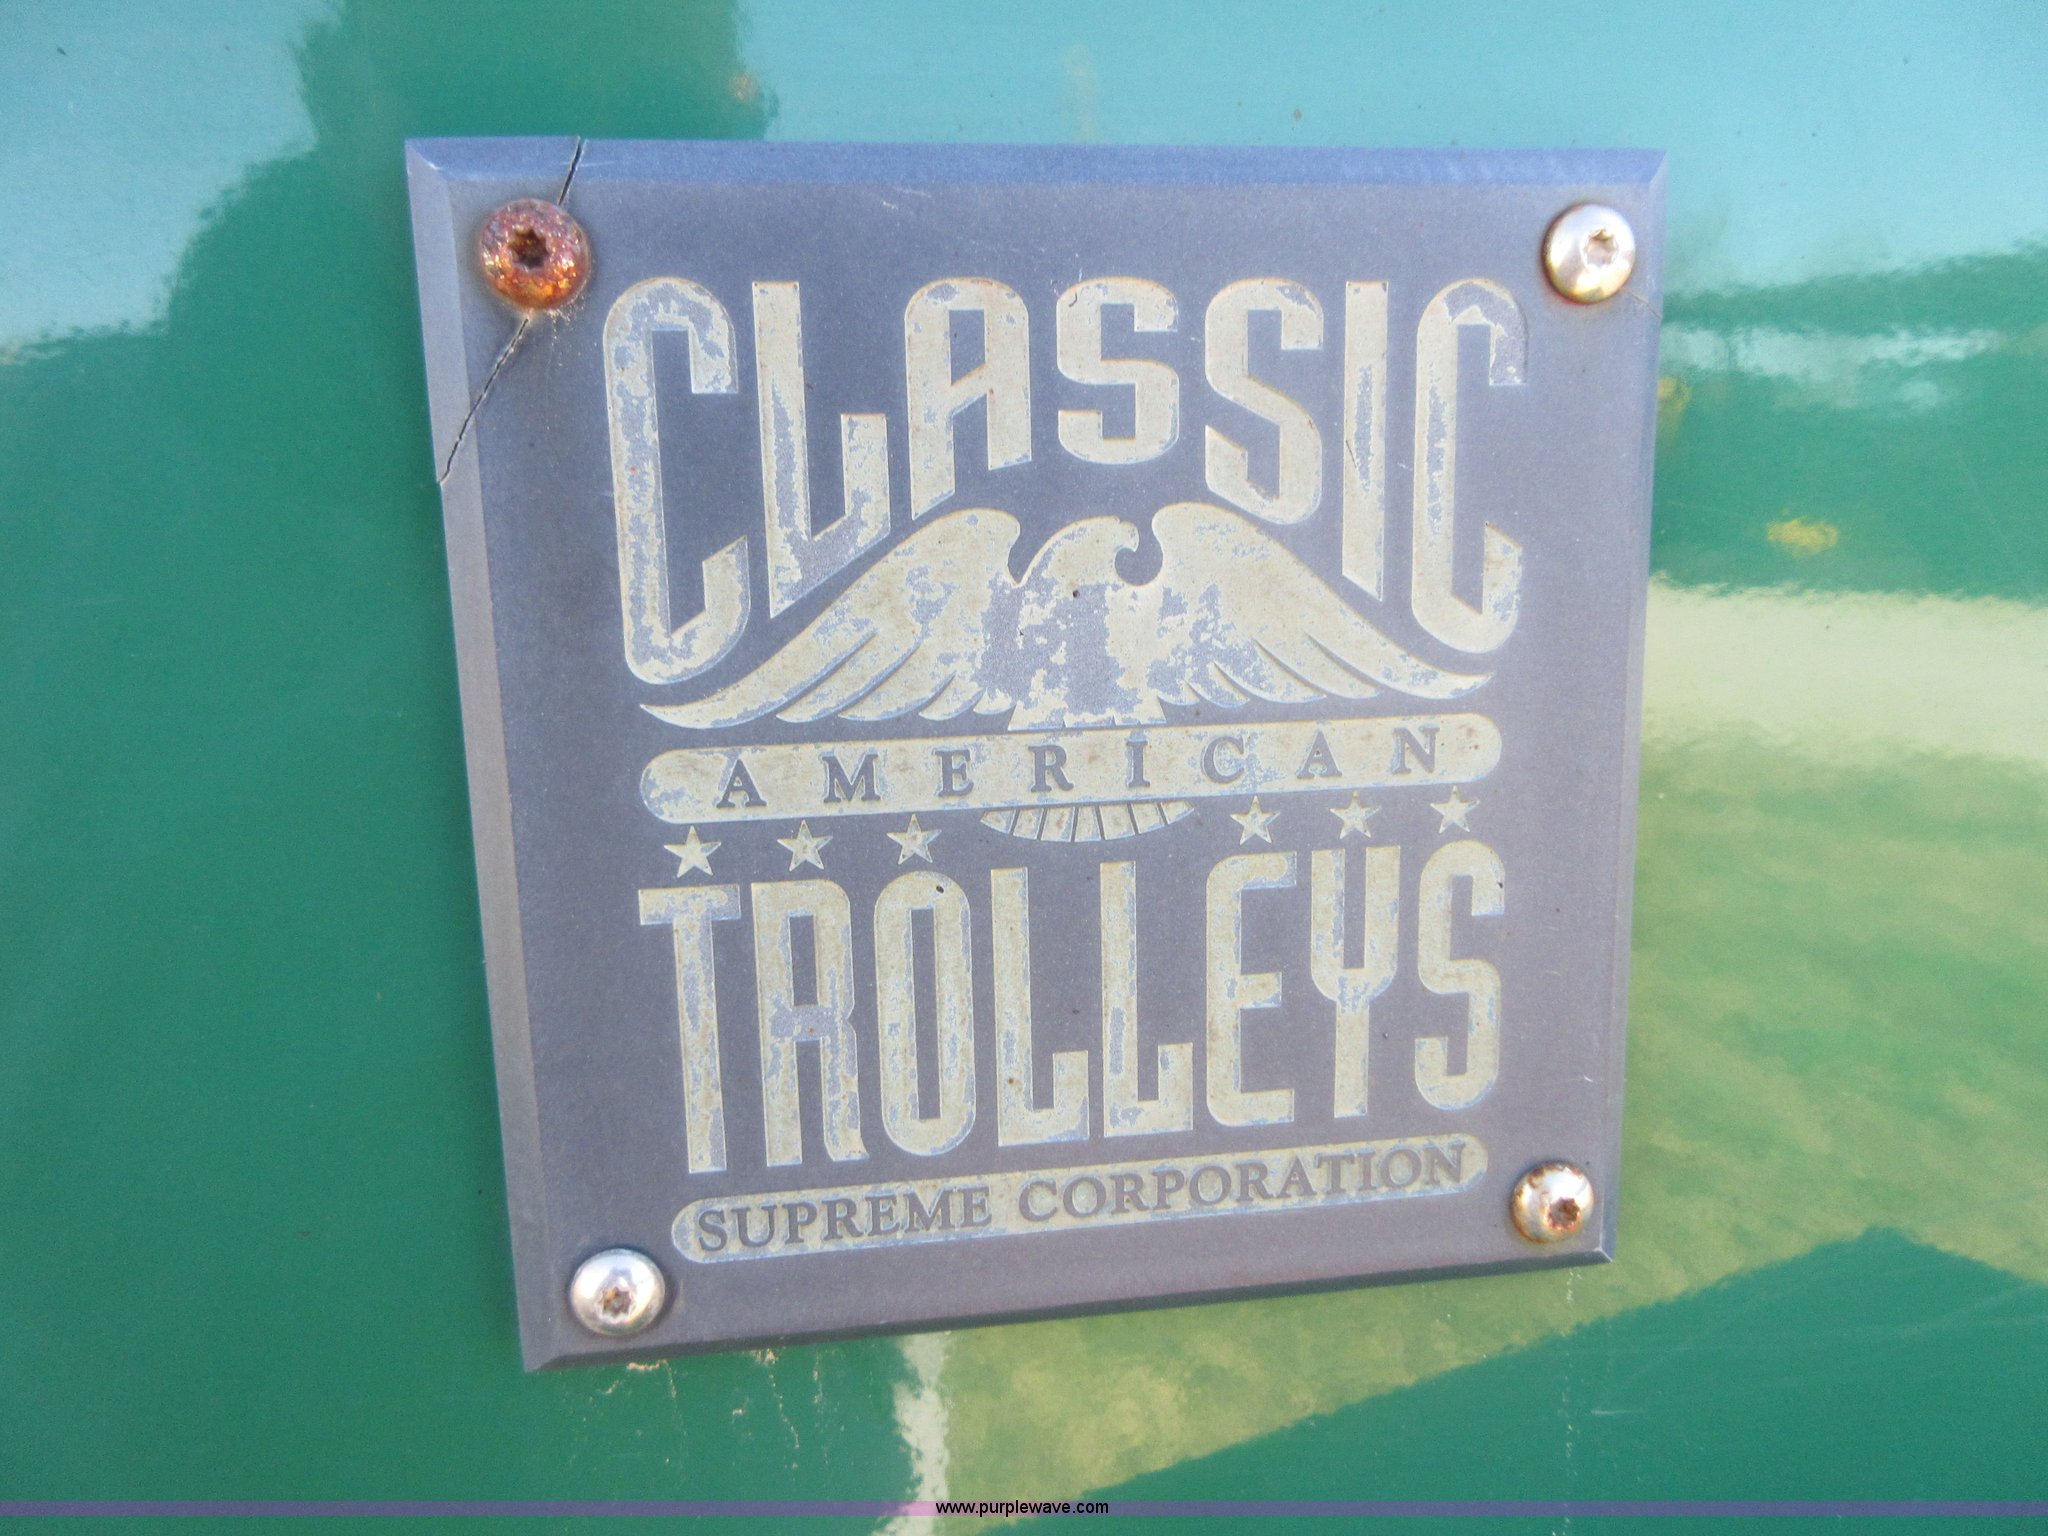 CLASSIC
AMERICAN
TROLLEYS
SUPREME CORPORATION
www.purplewave.com